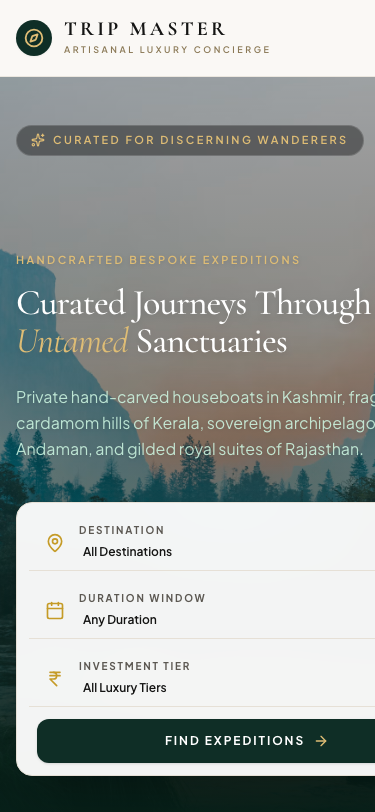 TRIP MASTER
ARTISANAL LUXURY CONCIERGE
CURATED FOR DISCERNING WANDERERS
HANDCRAFTED BESPOKE EXPEDITIONS
Curated Journeys Through
Untamed Sanctuaries
Private hand-carved houseboats in Kashmir,
cardamom hills of Kerala, sovereign
Andaman, and gilded royal suites of Rajasthan.
DESTINATION
All Destinations
DURATION WINDOW
Any Duration
INVESTMENT TIER
All Luxury Tiers
FIND EXPEDITIONS